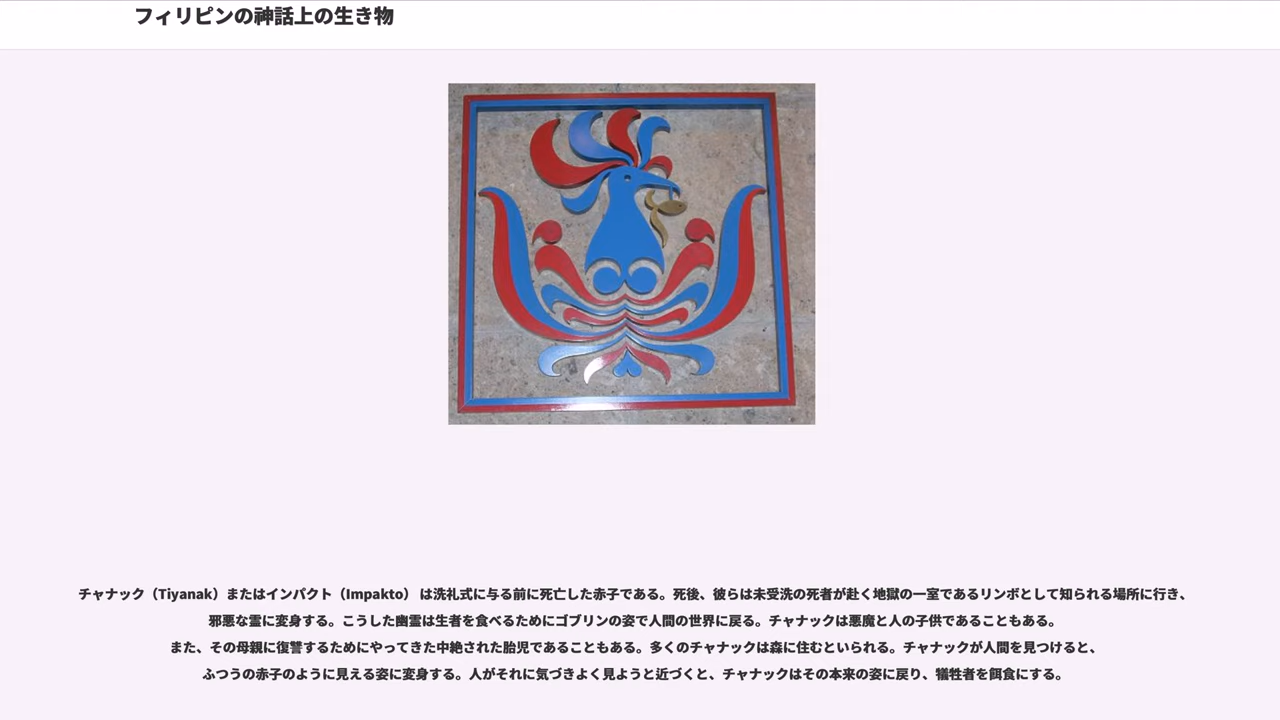 フィリピンの神話上の生き物
チャナック（Tiyanak）またはインパクト（Impakto） は洗礼式に与る前に死亡した赤子である。死後、彼らは未受洗の死者が赴く地獄の一室であるリンボとして知られる場所に行き、
邪悪な霊に変身する。こうした幽霊は生者を食べるためにゴブリンの姿で人間の世界に戻る。チャナックは悪魔と人の子供であることもある。
また、その母親に復讐するためにやってきた中絶された胎児であることもある。多くのチャナックは森に住むといられる。チャナックが人間を見つけると、
ふつうの赤子のように見える姿に変身する。人がそれに気づきよく見ようと近づくと、チャナックはその本来の姿に戻り、犠牲者を餌食にする。